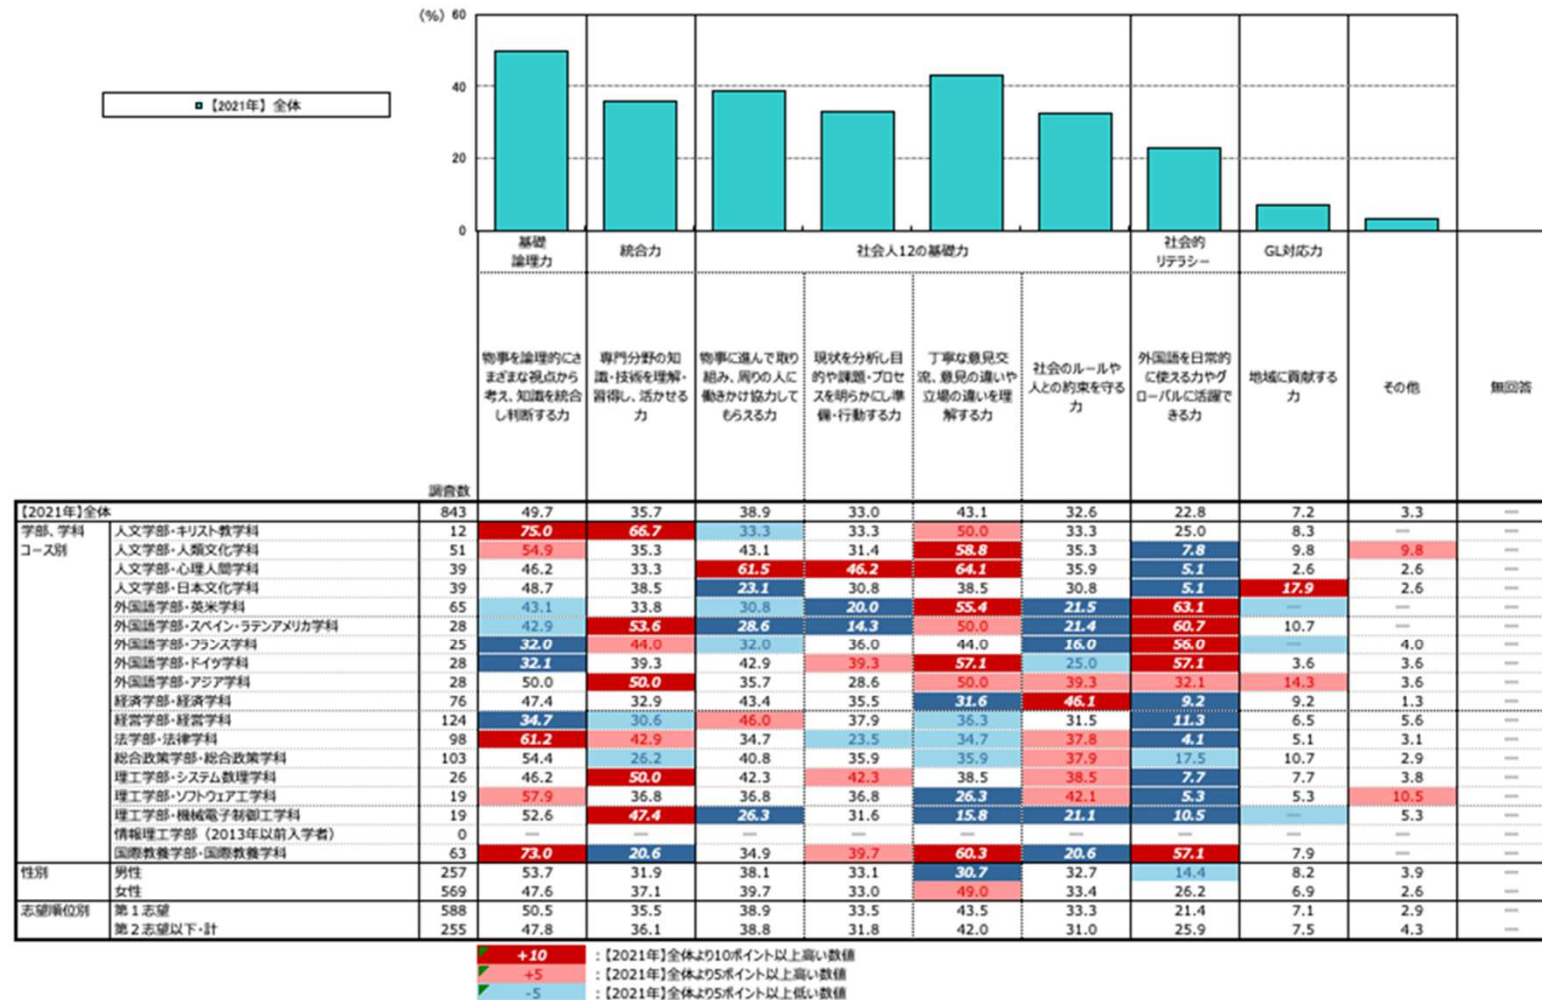 (%) 60
40
20
0
【2021年】全体
基礎
論理力
統合力
社会人12の基礎力
社会的
リテラシー
GL対応力
物事を論理的にさ
まざまな視点から
考え、知識を統合
し判断する力
専門分野の知
識・技術を理解・
習得し、活かせる
力
物事に進んで取り
組み、周りの人に
働きかけ協力して
もらえる力
現状を分析し目
的や課題・プロセ
スを明らかにし準
備・行動する力
丁寧な意見交
流、意見の違いや
立場の違いを理
解する力
社会のルールや
人との約束を守る
力
外国語を日常的
に使える力やグ
ローバルに活躍で
きる力
地域に貢献する
力
その他
無回答
調査数
【2021年】全体 843 49.7 35.7 38.9 33.0 43.1 32.6 22.8 7.2 3.3 —
学部、学科 人文学部・キリスト教学科 12 75.0 66.7 33.3 33.3 50.0 33.3 25.0 8.3 — —
コース別 人文学部・人類文化学科 51 54.9 35.3 43.1 31.4 58.8 35.3 7.8 9.8 9.8 —
人文学部・心理人間学科 39 46.2 33.3 61.5 46.2 64.1 35.9 5.1 2.6 2.6 —
人文学部・日本文化学科 39 48.7 38.5 23.1 30.8 38.5 30.8 5.1 17.9 2.6 —
外国語学部・英米学科 65 43.1 33.8 30.8 20.0 55.4 21.5 63.1 — — —
外国語学部・スペイン・ラテンアメリカ学科 28 42.9 53.6 28.6 14.3 50.0 21.4 60.7 10.7 — —
外国語学部・フランス学科 25 32.0 44.0 32.0 36.0 44.0 16.0 56.0 — 4.0 —
外国語学部・ドイツ学科 28 32.1 39.3 42.9 39.3 57.1 25.0 57.1 3.6 3.6 —
外国語学部・アジア学科 28 50.0 50.0 35.7 28.6 50.0 39.3 32.1 14.3 3.6 —
経済学部・経済学科 76 47.4 32.9 43.4 35.5 31.6 46.1 9.2 9.2 1.3 —
経営学部・経営学科 124 34.7 30.6 46.0 37.9 36.3 31.5 11.3 6.5 5.6 —
法学部・法律学科 98 61.2 42.9 34.7 23.5 34.7 37.8 4.1 5.1 3.1 —
総合政策学部・総合政策学科 103 54.4 26.2 40.8 35.9 35.9 37.9 17.5 10.7 2.9 —
理工学部・システム数理学科 26 46.2 50.0 42.3 42.3 38.5 38.5 7.7 7.7 3.8 —
理工学部・ソフトウェア工学科 19 57.9 36.8 36.8 36.8 26.3 42.1 5.3 5.3 10.5 —
理工学部・機械電子制御工学科 19 52.6 47.4 26.3 31.6 15.8 21.1 10.5 — 5.3 —
情報理工学部（2013年以前入学者） 0 — — — — — — — — — —
国際教養学部・国際教養学科 63 73.0 20.6 34.9 39.7 60.3 20.6 57.1 7.9 — —
性別 男性 257 53.7 31.9 38.1 33.1 30.7 32.7 14.4 8.2 3.9 —
女性 569 47.6 37.1 39.7 33.0 49.0 33.4 26.2 6.9 2.6 —
志望順位別 第１志望 588 50.5 35.5 38.9 33.5 43.5 33.3 21.4 7.1 2.9 —
第２志望以下・計 255 47.8 36.1 38.8 31.8 42.0 31.0 25.9 7.5 4.3 —
+10 ：【2021年】全体より10ポイント以上高い数値
+5 ：【2021年】全体より5ポイント以上高い数値
-5 ：【2021年】全体より5ポイント以上低い数値